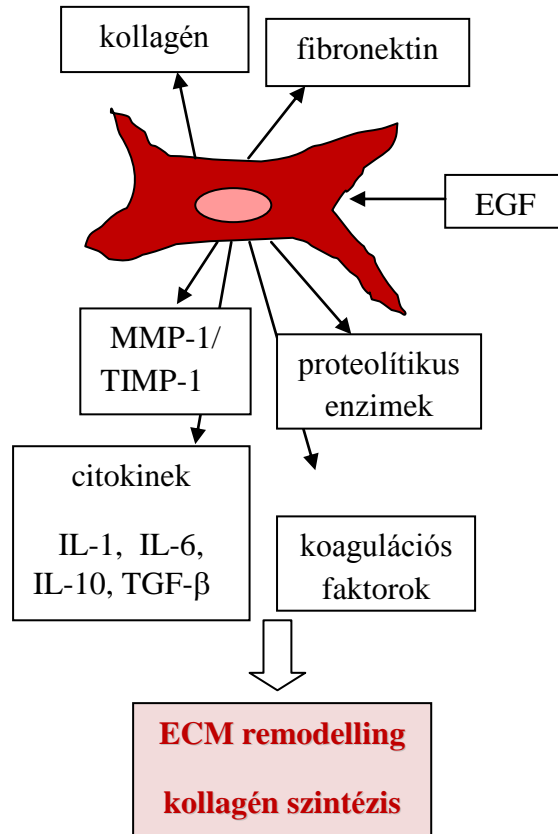 kollagén
fibronektin
EGF
MMP-1/
TIMP-1
proteolítikus
enzimek
citokinek
IL-1,  IL-6,
IL-10, TGF-β
koagulációs
faktorok
ECM remodelling
kollagén szintézis